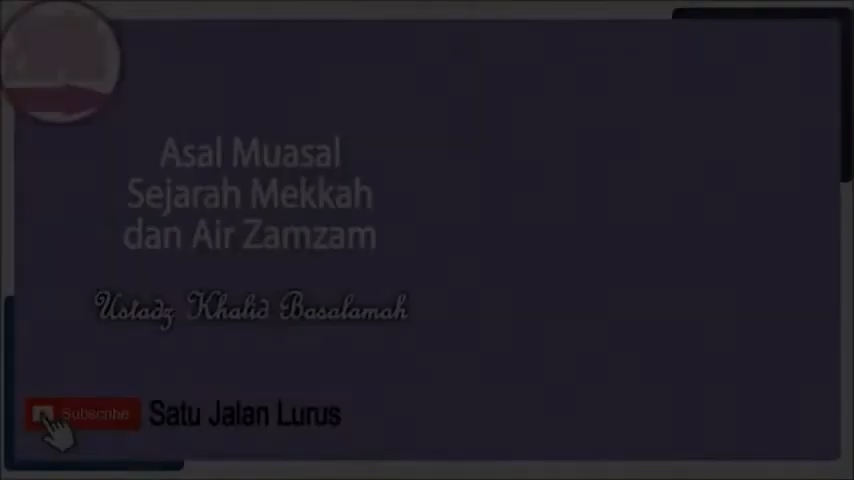 Asal Muasal
Sejarah Mekkah
dan Air Zamzam
Ustadz Khalid Basalamah
Subscribe
Satu Jalan Lurus